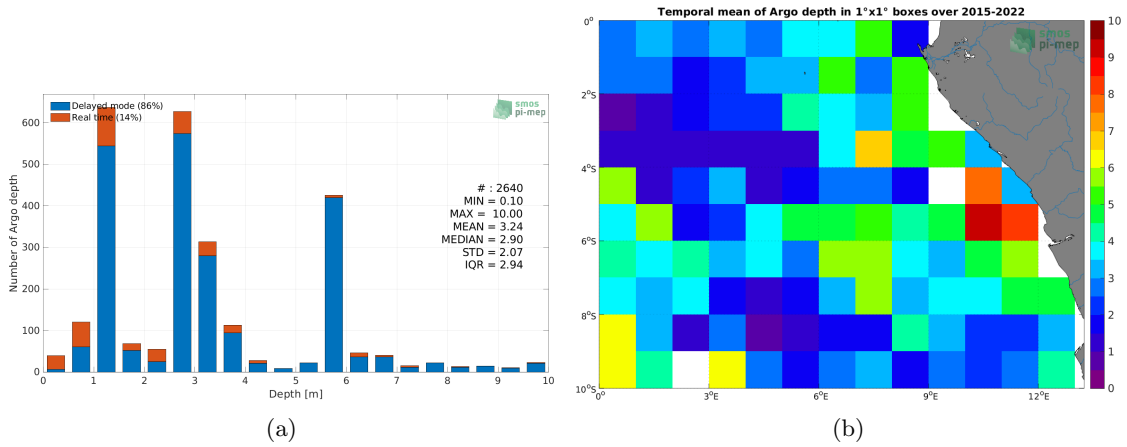 Delayed mode (86%)
Real time (14%)
smos
pi-mep
# : 2640
MIN = 0.10
MAX = 10.00
MEAN = 3.24
MEDIAN = 2.90
STD = 2.07
IQR = 2.94
Number of Argo depth
600
500
400
300
200
100
0
0 1 2 3 4 5 6 7 8 9 10
Depth [m]
(a)
Temporal mean of Argo depth in 1°x1° boxes over 2015-2022
smos
pi-mep
0°
2°S
4°S
6°S
8°S
10°S
0° 3°E 6°E 9°E 12°E
10
9
8
7
6
5
4
3
2
1
0
(b)